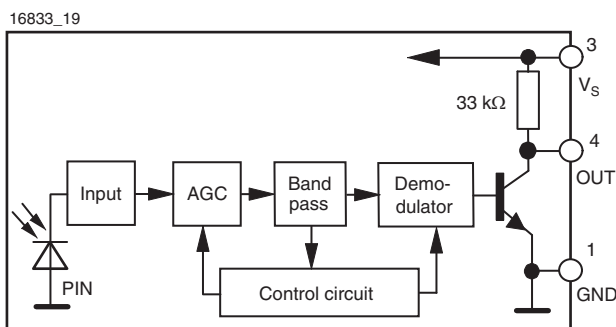 16833_19
3
V_S
33 kΩ
4
OUT
Input
AGC
Band
pass
Demo-
dulator
1
GND
PIN
Control circuit